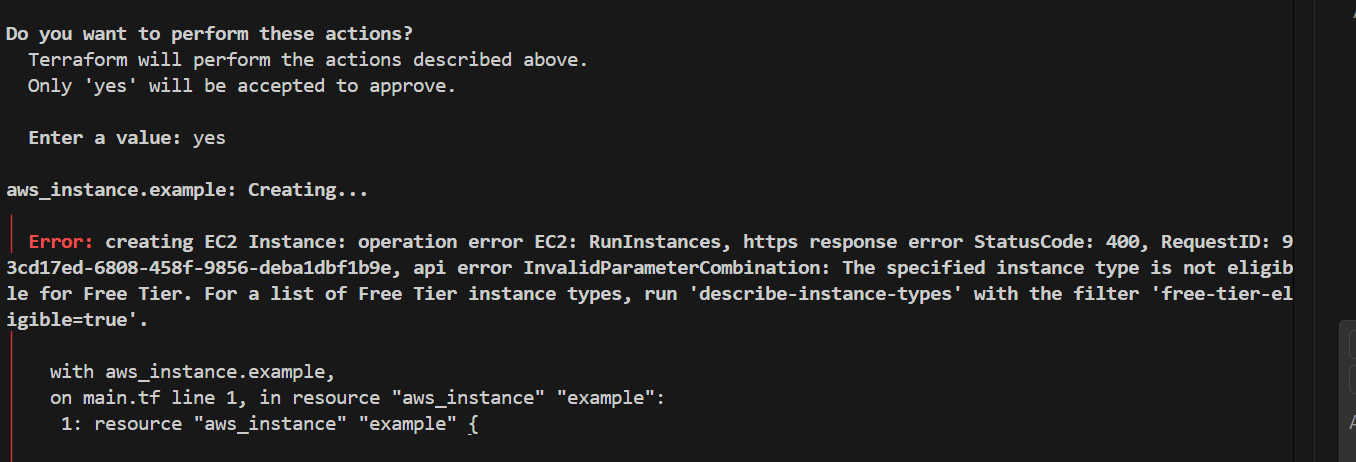 Do you want to perform these actions?
  Terraform will perform the actions described above.
  Only 'yes' will be accepted to approve.

  Enter a value: yes

aws_instance.example: Creating...

  Error: creating EC2 Instance: operation error EC2: RunInstances, https response error StatusCode: 400, RequestID: 9
3cd17ed-6808-458f-9856-deba1dbf1b9e, api error InvalidParameterCombination: The specified instance type is not eligib
le for Free Tier. For a list of Free Tier instance types, run 'describe-instance-types' with the filter 'free-tier-el
igible=true'.

    with aws_instance.example,
    on main.tf line 1, in resource "aws_instance" "example":
     1: resource "aws_instance" "example" {